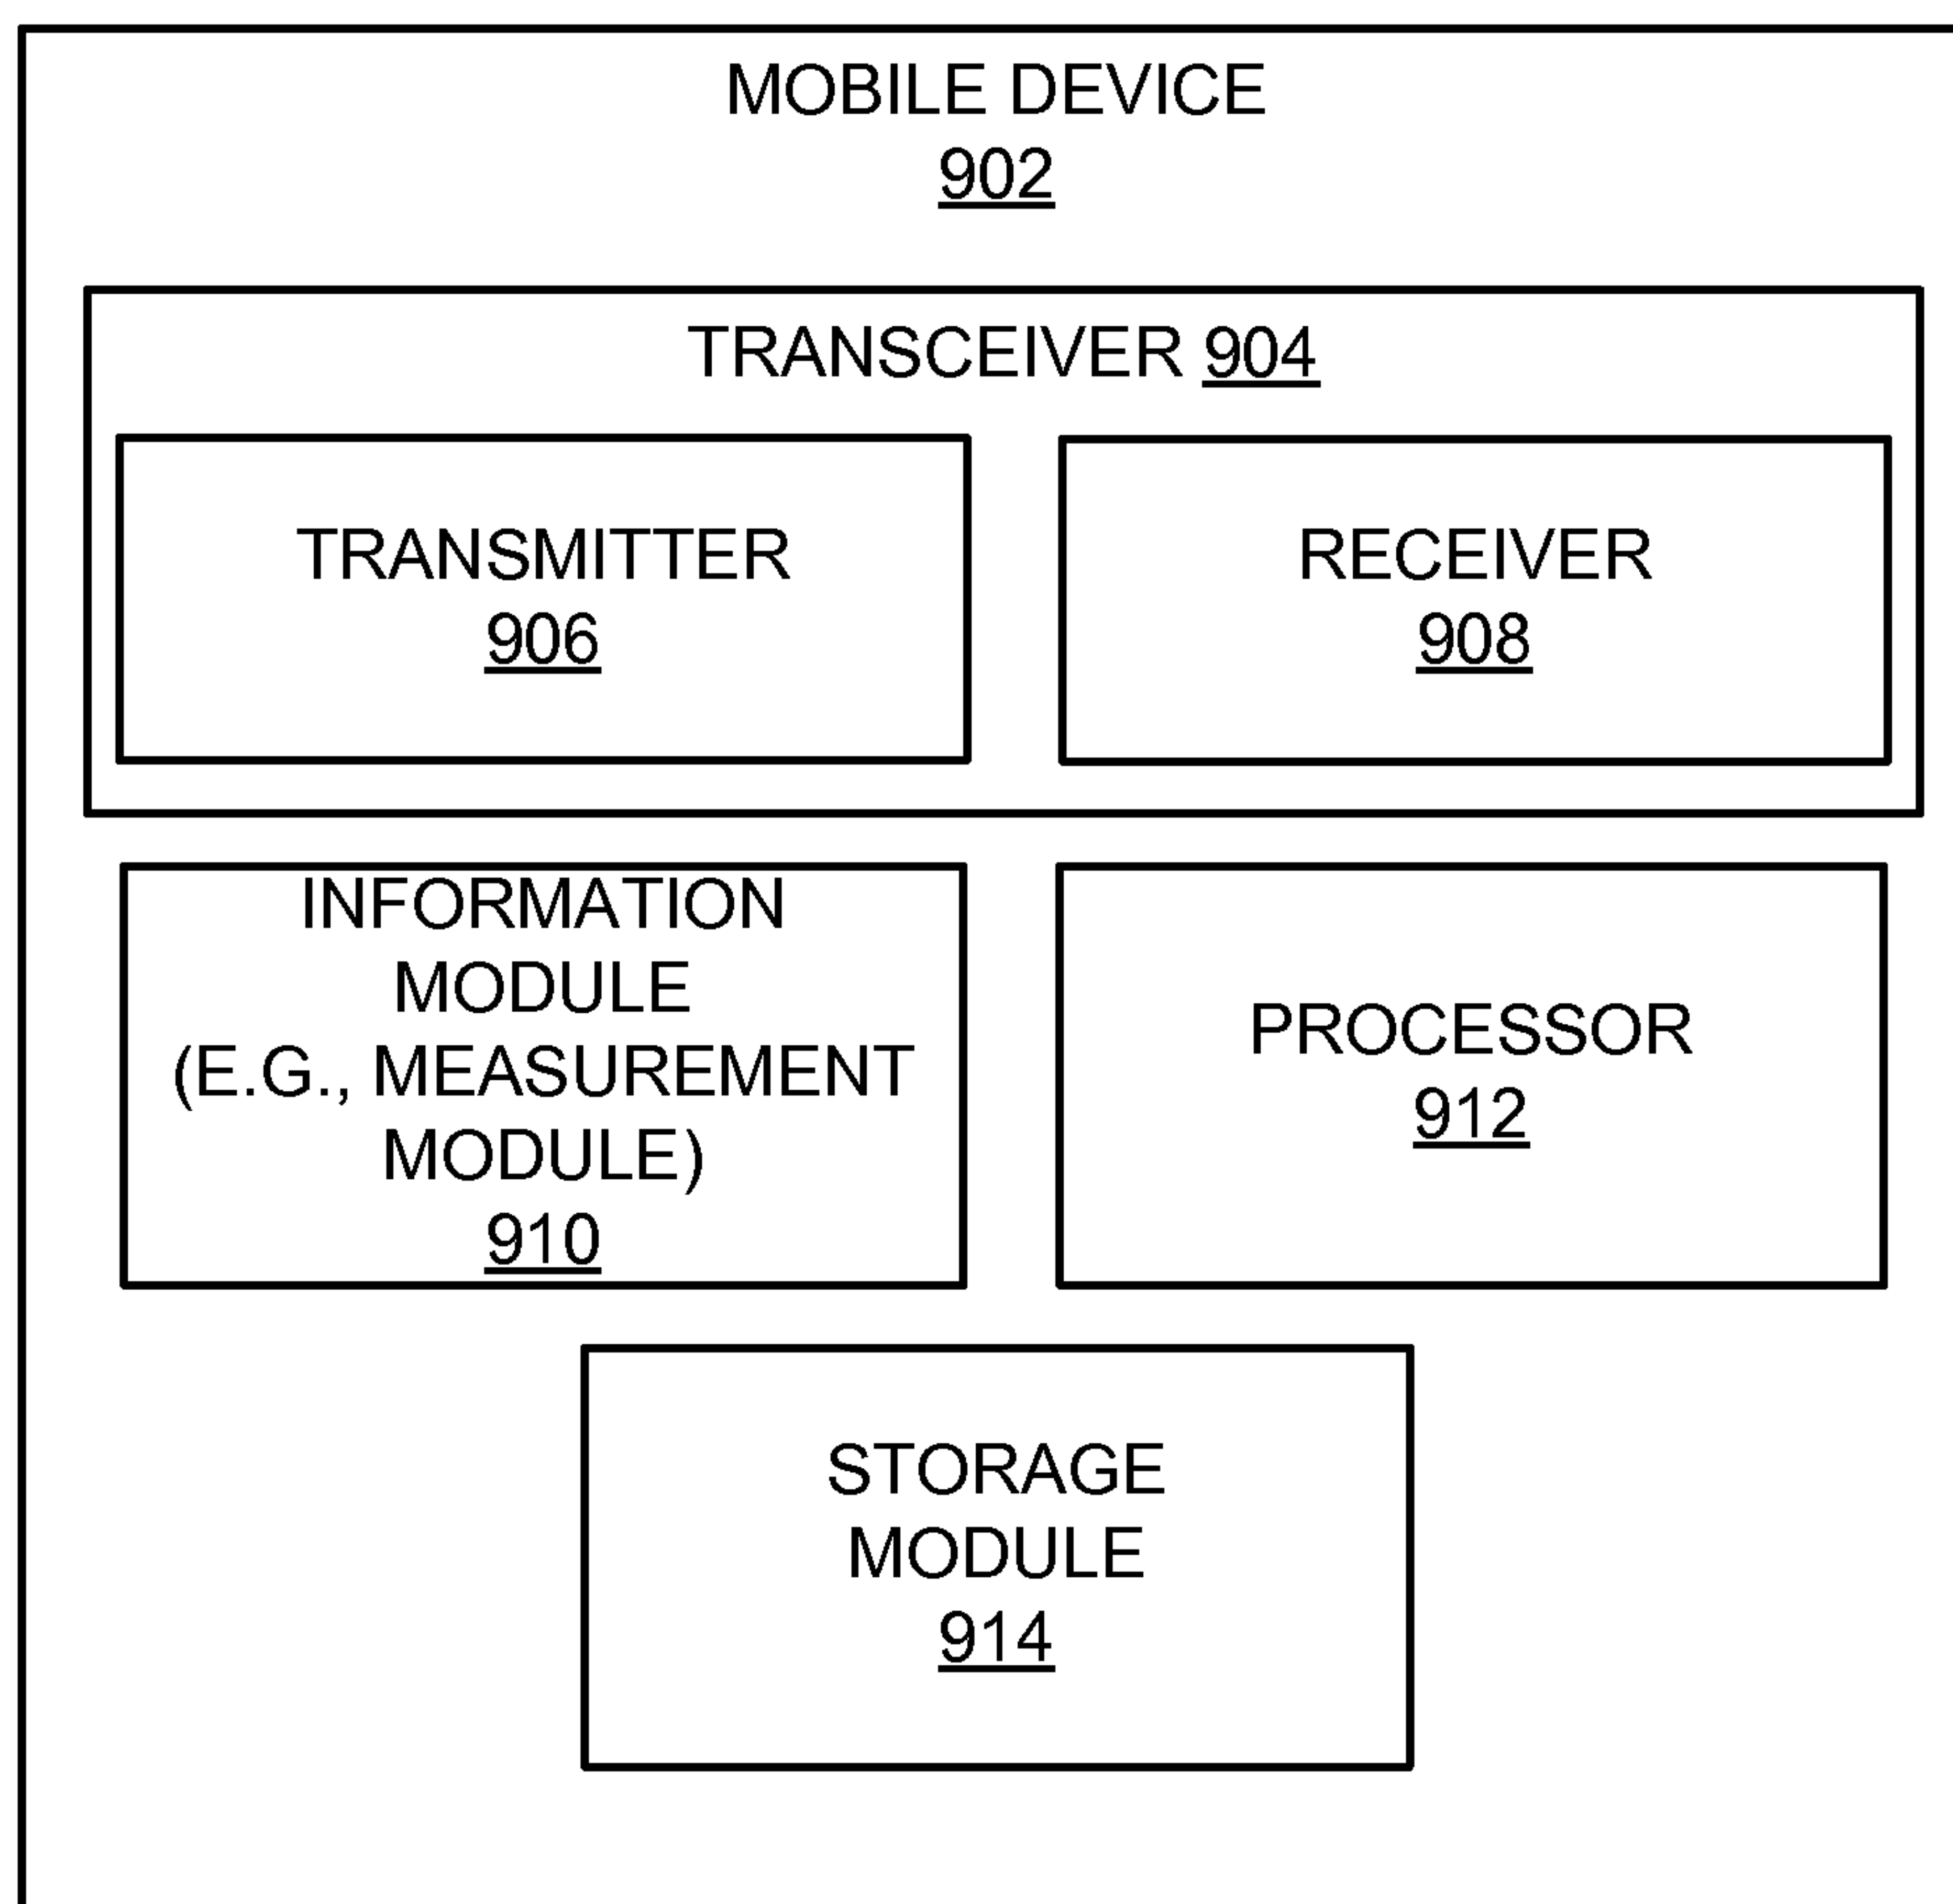 MOBILE DEVICE
902
TRANSCEIVER 904
TRANSMITTER
906
RECEIVER
908
INFORMATION
MODULE
(E.G., MEASUREMENT
MODULE)
910
PROCESSOR
912
STORAGE
MODULE
914